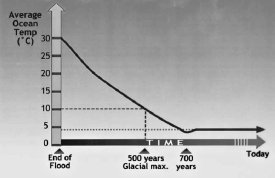 Average
Ocean
Temp
(˚C)
30
25
20
15
10
5
0
TIME
End of
Flood
500 years
Glacial max.
700
years
Today